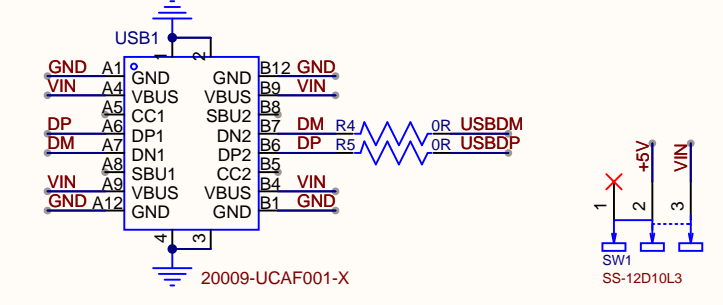 USB1
1 2
GND A1 GND GND B12 GND
VIN A4 VBUS VBUS B9 VIN
A5 CC1 SBU2 B8
DP A6 DP1 DN2 B7 DM R4 0R USBDM
DM A7 DN1 DP2 B6 DP R5 0R USBDP
A8 SBU1 CC2 B5
VIN A9 VBUS VBUS B4 VIN
GND A12 GND GND B1 GND
4 3
20009-UCAF001-X
+5V VIN
1 2 3
SW1
SS-12D10L3